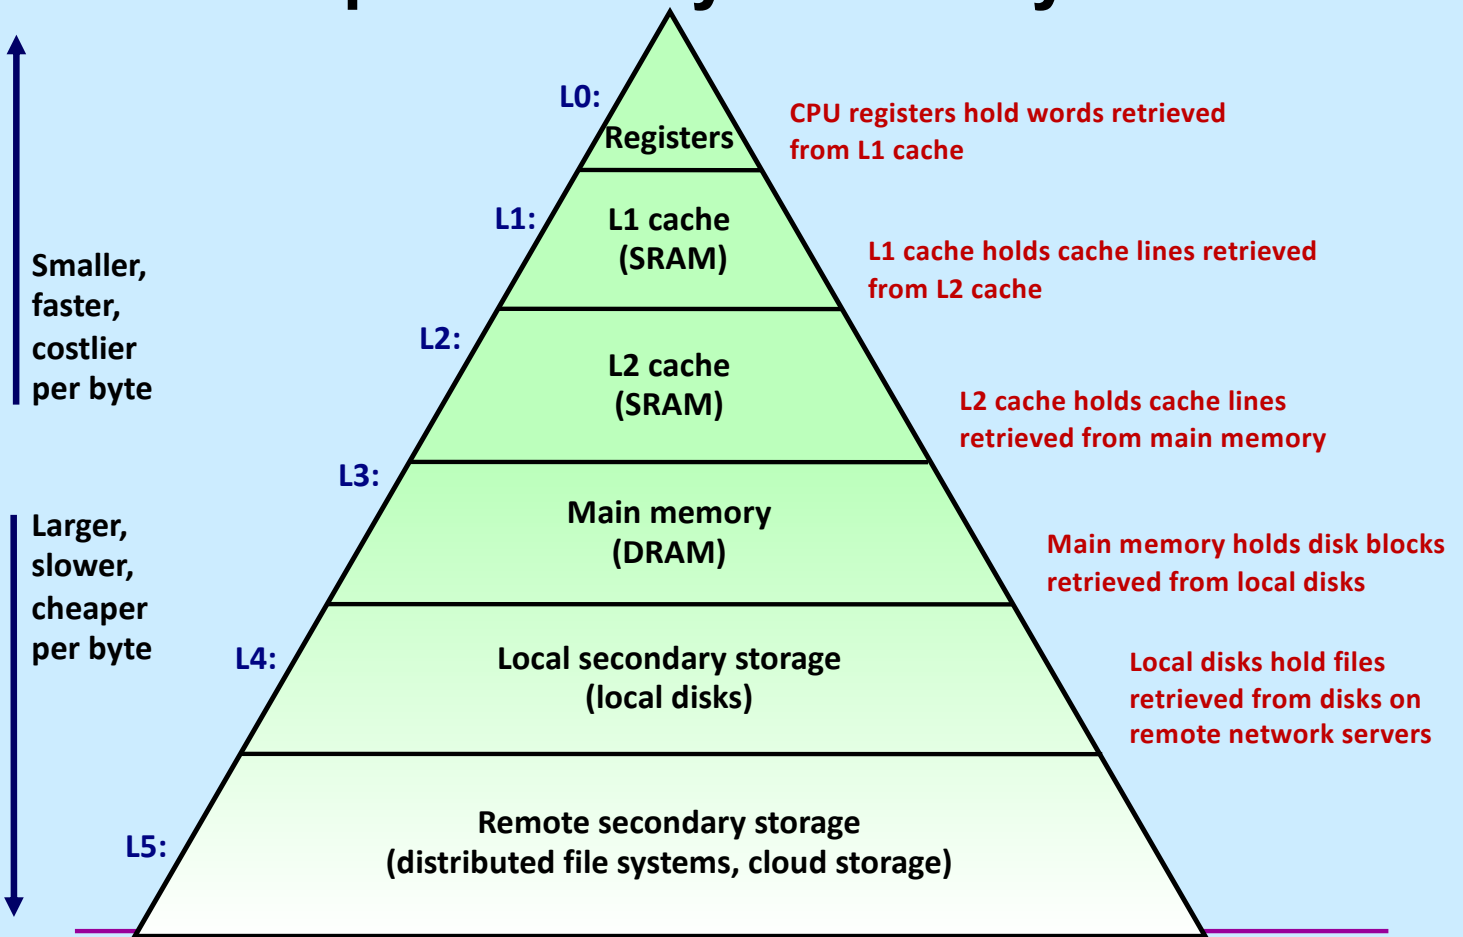 L0:
Registers
CPU registers hold words retrieved
from L1 cache
L1:
L1 cache
(SRAM)
L1 cache holds cache lines retrieved
from L2 cache
Smaller,
faster,
costlier
per byte
L2:
L2 cache
(SRAM)
L2 cache holds cache lines
retrieved from main memory
L3:
Main memory
(DRAM)
Main memory holds disk blocks
retrieved from local disks
Larger,
slower,
cheaper
per byte
L4:
Local secondary storage
(local disks)
Local disks hold files
retrieved from disks on
remote network servers
L5:
Remote secondary storage
(distributed file systems, cloud storage)